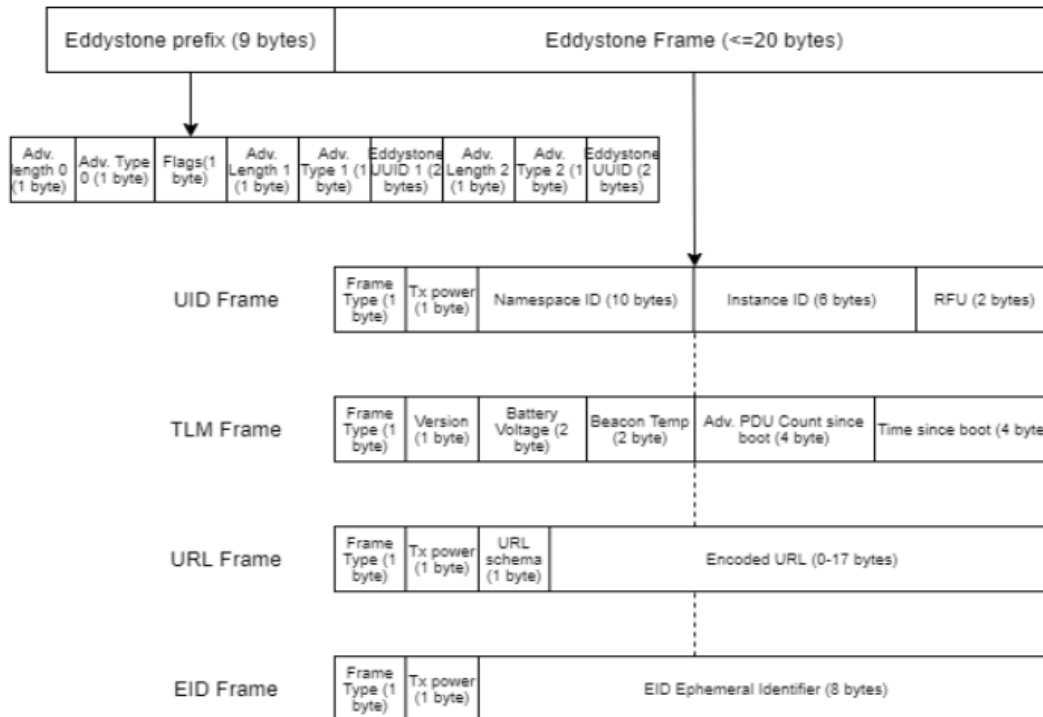 Eddystone prefix (9 bytes)
Eddystone Frame (<=20 bytes)
Adv.
length 0
(1 byte)
Adv. Type
0 (1 byte)
Flags(1
byte)
Adv.
Length 1
(1 byte)
Adv.
Type 1 (1
byte)
Eddystone
UUID 1 (2
bytes)
Adv.
Length 2
(1 byte)
Adv.
Type 2 (1
byte)
Eddystone
UUID (2
bytes)
UID Frame
Frame
Type (1
byte)
Tx power
(1 byte)
Namespace ID (10 bytes)
Instance ID (6 bytes)
RFU (2 bytes)
TLM Frame
Frame
Type (1
byte)
Version
(1 byte)
Battery
Voltage (2
byte)
Beacon Temp
(2 byte)
Adv. PDU Count since
boot (4 byte)
Time since boot (4 byte
URL Frame
Frame
Type (1
byte)
Tx power
(1 byte)
URL
schema
(1 byte)
Encoded URL (0-17 bytes)
EID Frame
Frame
Type (1
byte)
Tx power
(1 byte)
EID Ephemeral Identifier (8 bytes)